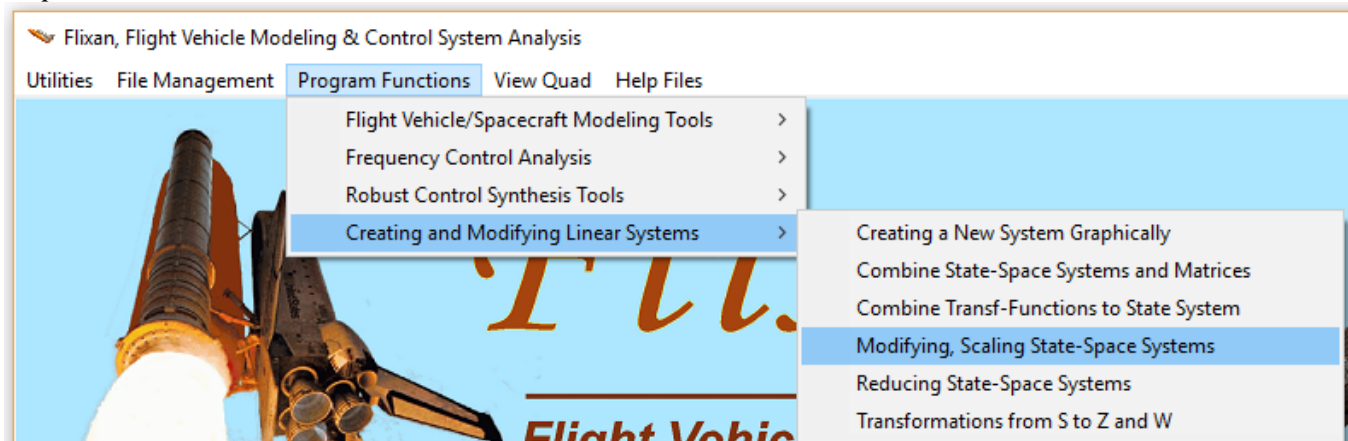 Flixan, Flight Vehicle Modeling & Control System Analysis
Utilities File Management Program Functions View Quad Help Files
Flight Vehicle/Spacecraft Modeling Tools
Frequency Control Analysis
Robust Control Synthesis Tools
Creating and Modifying Linear Systems
Creating a New System Graphically
Combine State-Space Systems and Matrices
Combine Transf-Functions to State System
Modifying, Scaling State-Space Systems
Reducing State-Space Systems
Transformations from S to Z and W
Flight Vehic